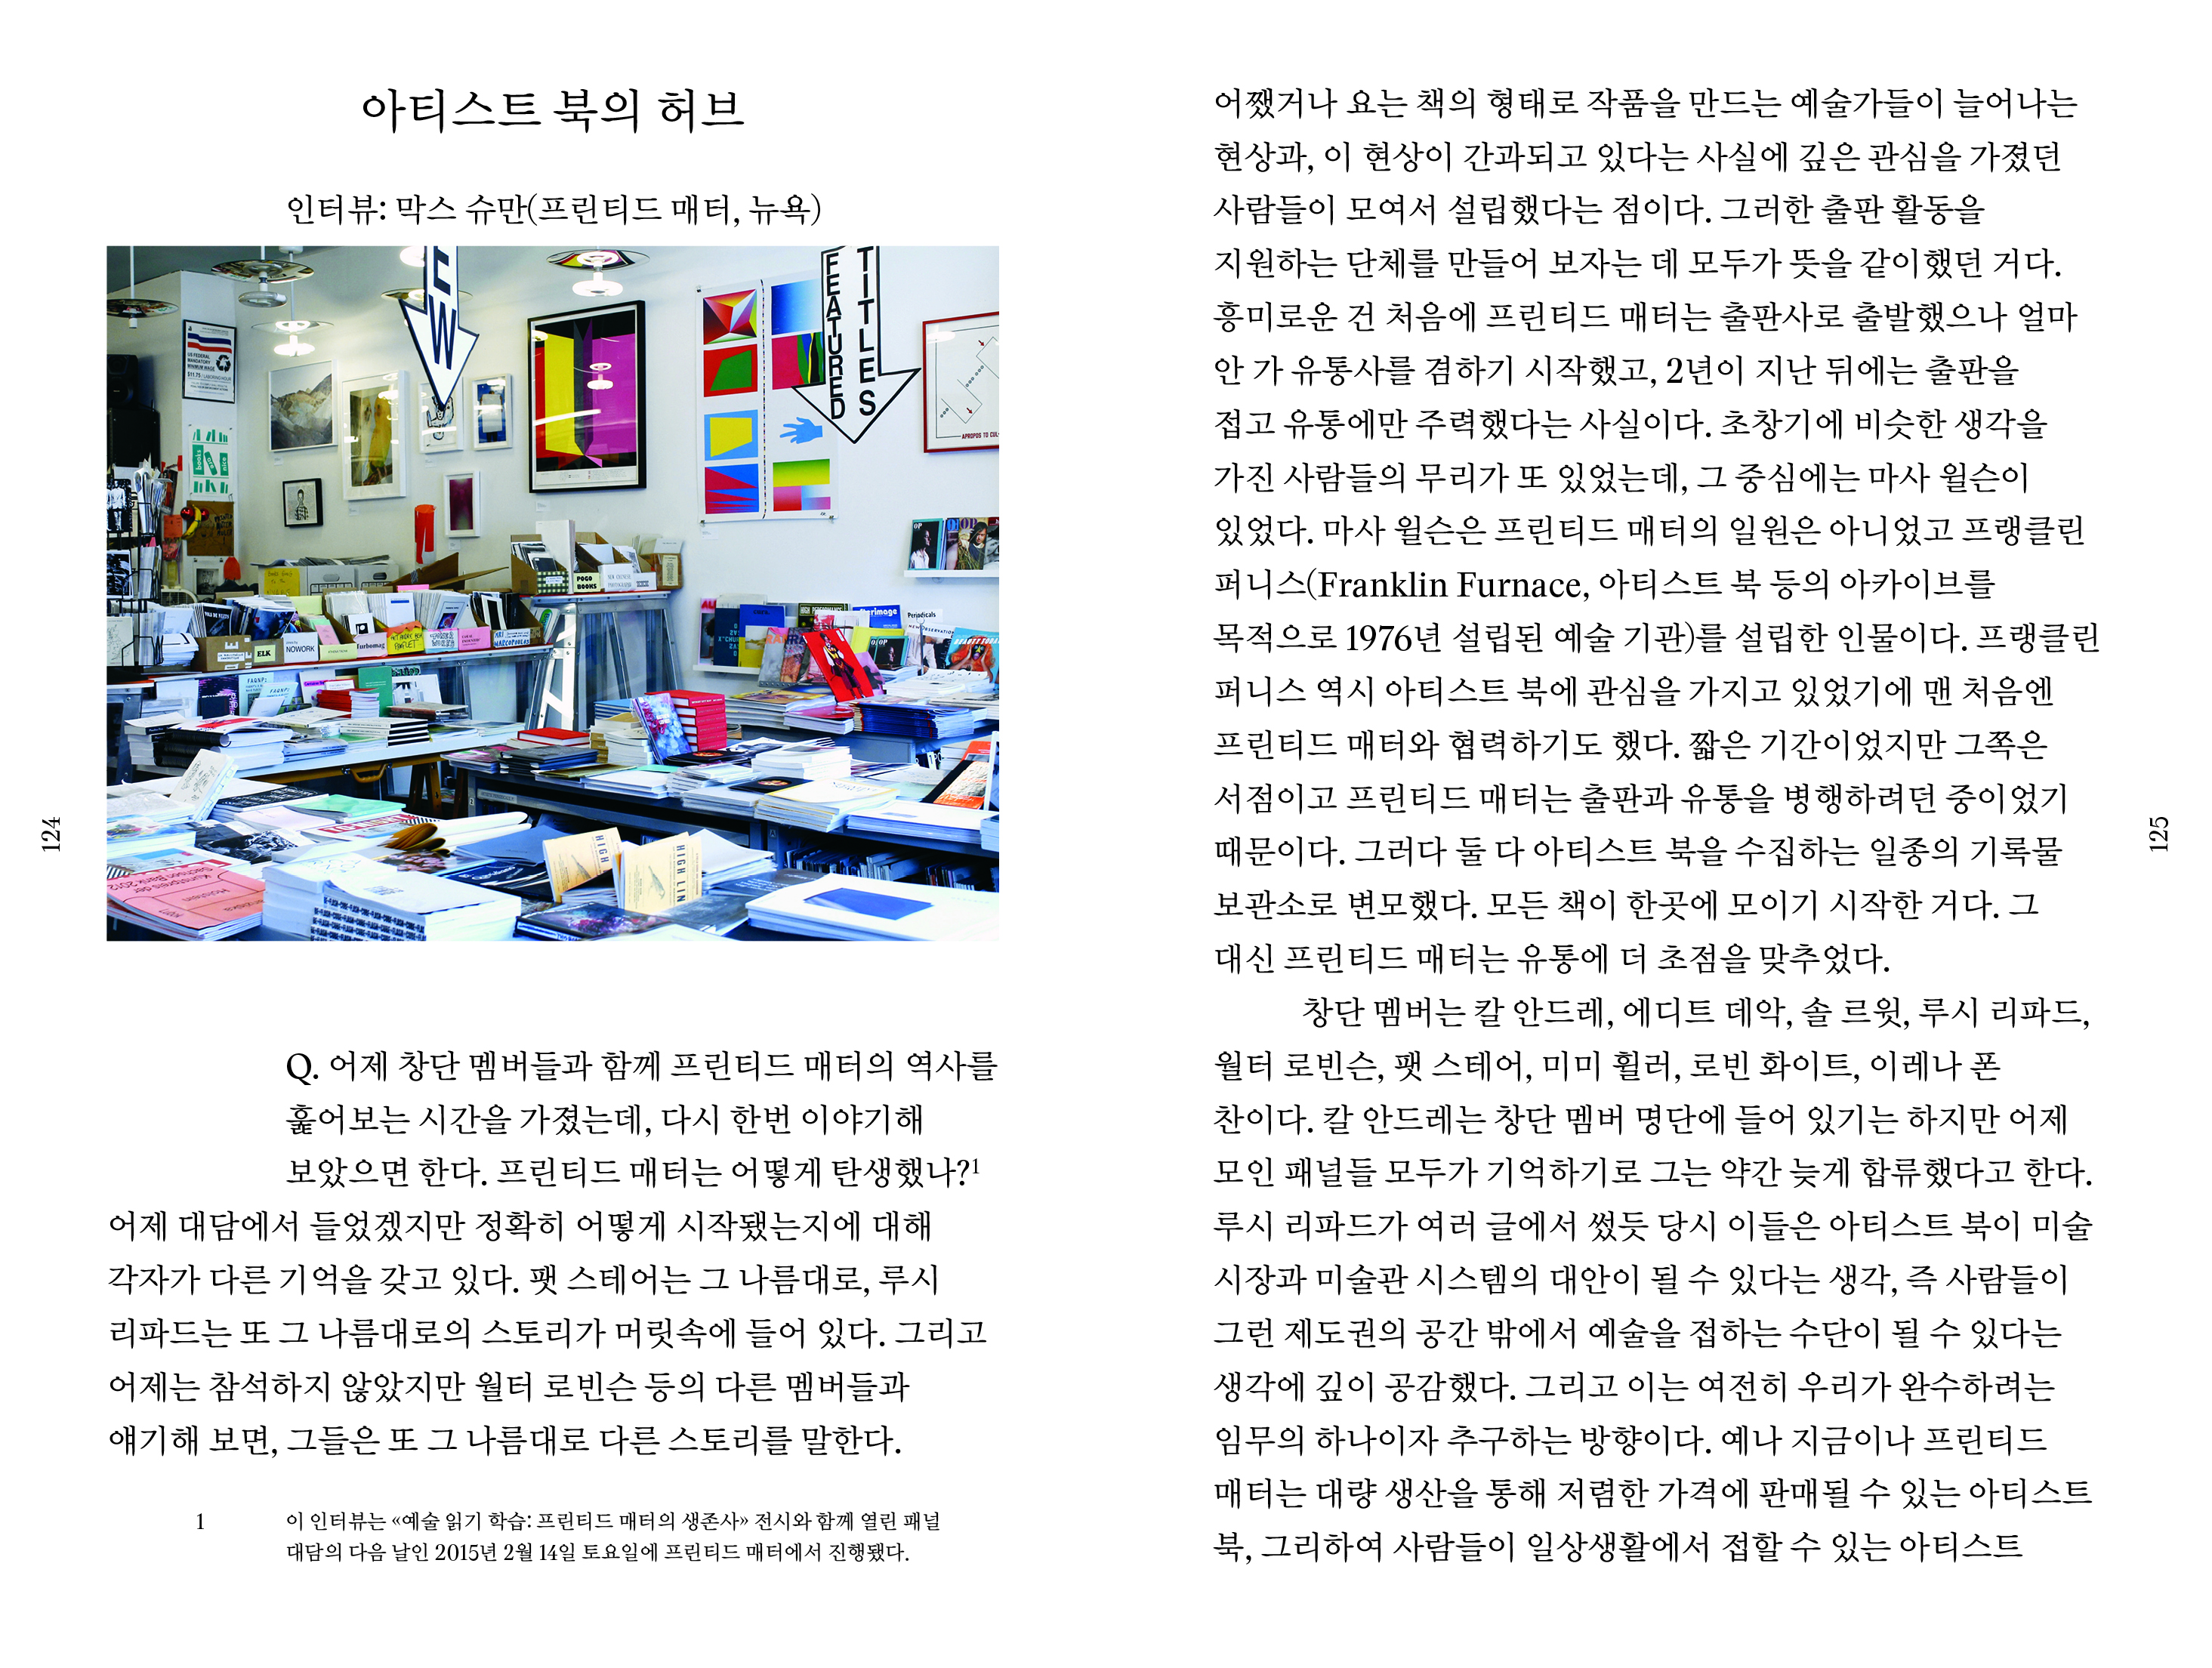 아티스트 북의 허브
인터뷰: 막스 슈만(프린티드 매터, 뉴욕)
EW
FEATURED
TITLES
US FEDERAL
MANDATORY
MINIMUM WAGE
books
are
nice
APROPOS TO CUL-
POGO
BOOKS
ELK
NOWORK
Turbomag
Perimage
Periodicals
HIGH
HIGH LIN
124
Q. 어제 창단 멤버들과 함께 프린티드 매터의 역사를
훑어보는 시간을 가졌는데, 다시 한번 이야기해
보았으면 한다. 프린티드 매터는 어떻게 탄생했나?1
어제 대담에서 들었겠지만 정확히 어떻게 시작됐는지에 대해
각자가 다른 기억을 갖고 있다. 팻 스테어는 그 나름대로, 루시
리파드는 또 그 나름대로의 스토리가 머릿속에 들어 있다. 그리고
어제는 참석하지 않았지만 월터 로빈슨 등의 다른 멤버들과
얘기해 보면, 그들은 또 그 나름대로 다른 스토리를 말한다.
1 이 인터뷰는 «예술 읽기 학습: 프린티드 매터의 생존사» 전시와 함께 열린 패널
대담의 다음 날인 2015년 2월 14일 토요일에 프린티드 매터에서 진행됐다.
어쨌거나 요는 책의 형태로 작품을 만드는 예술가들이 늘어나는
현상과, 이 현상이 간과되고 있다는 사실에 깊은 관심을 가졌던
사람들이 모여서 설립했다는 점이다. 그러한 출판 활동을
지원하는 단체를 만들어 보자는 데 모두가 뜻을 같이했던 거다.
흥미로운 건 처음에 프린티드 매터는 출판사로 출발했으나 얼마
안 가 유통사를 겸하기 시작했고, 2년이 지난 뒤에는 출판을
접고 유통에만 주력했다는 사실이다. 초창기에 비슷한 생각을
가진 사람들의 무리가 또 있었는데, 그 중심에는 마사 윌슨이
있었다. 마사 윌슨은 프린티드 매터의 일원은 아니었고 프랭클린
퍼니스(Franklin Furnace, 아티스트 북 등의 아카이브를
목적으로 1976년 설립된 예술 기관)를 설립한 인물이다. 프랭클린
퍼니스 역시 아티스트 북에 관심을 가지고 있었기에 맨 처음엔
프린티드 매터와 협력하기도 했다. 짧은 기간이었지만 그쪽은
서점이고 프린티드 매터는 출판과 유통을 병행하려던 중이었기
때문이다. 그러다 둘 다 아티스트 북을 수집하는 일종의 기록물
보관소로 변모했다. 모든 책이 한곳에 모이기 시작한 거다. 그
대신 프린티드 매터는 유통에 더 초점을 맞추었다.
창단 멤버는 칼 안드레, 에디트 데악, 솔 르윗, 루시 리파드,
월터 로빈슨, 팻 스테어, 미미 휠러, 로빈 화이트, 이레나 폰
찬이다. 칼 안드레는 창단 멤버 명단에 들어 있기는 하지만 어제
모인 패널들 모두가 기억하기로 그는 약간 늦게 합류했다고 한다.
루시 리파드가 여러 글에서 썼듯 당시 이들은 아티스트 북이 미술
시장과 미술관 시스템의 대안이 될 수 있다는 생각, 즉 사람들이
그런 제도권의 공간 밖에서 예술을 접하는 수단이 될 수 있다는
생각에 깊이 공감했다. 그리고 이는 여전히 우리가 완수하려는
임무의 하나이자 추구하는 방향이다. 예나 지금이나 프린티드
매터는 대량 생산을 통해 저렴한 가격에 판매될 수 있는 아티스트
북, 그리하여 사람들이 일상생활에서 접할 수 있는 아티스트
125